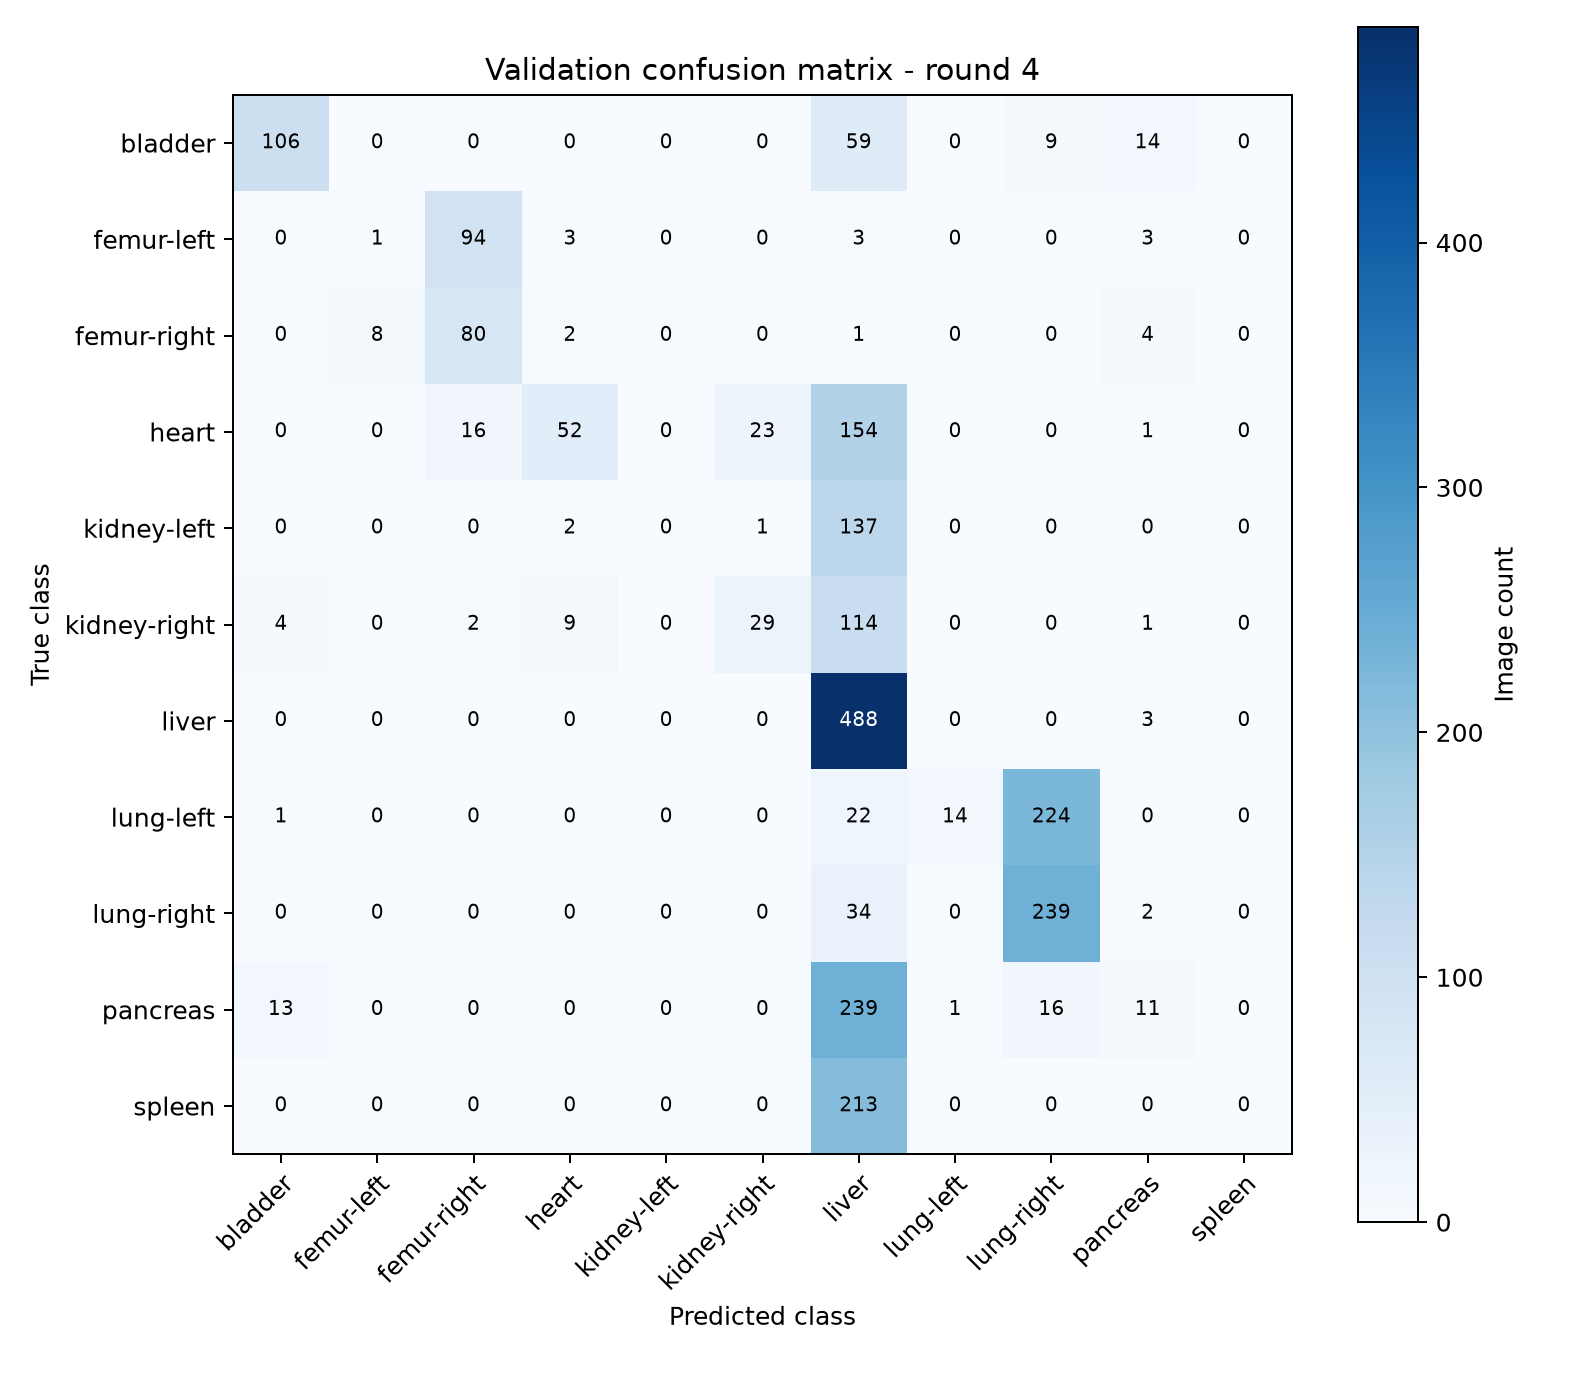 Validation confusion matrix - round 4
bladder 106 0 0 0 0 0 59 0 9 14 0
femur-left 0 1 94 3 0 0 3 0 0 3 0
femur-right 0 8 80 2 0 0 1 0 0 4 0
heart 0 0 16 52 0 23 154 0 0 1 0
kidney-left 0 0 0 2 0 1 137 0 0 0 0
kidney-right 4 0 2 9 0 29 114 0 0 1 0
liver 0 0 0 0 0 0 488 0 0 3 0
lung-left 1 0 0 0 0 0 22 14 224 0 0
lung-right 0 0 0 0 0 0 34 0 239 2 0
pancreas 13 0 0 0 0 0 239 1 16 11 0
spleen 0 0 0 0 0 0 213 0 0 0 0
True class
bladder femur-left femur-right heart kidney-left kidney-right liver lung-left lung-right pancreas spleen
Predicted class
400
300
200
100
0
Image count